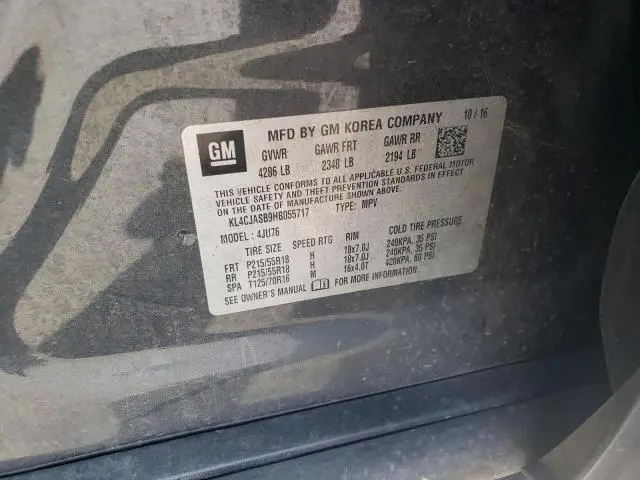 GM
MFD BY GM KOREA COMPANY 10/16
GVWR GAWR FRT GAWR RR
4286 LB 2348 LB 2194 LB
THIS VEHICLE CONFORMS TO ALL APPLICABLE U.S. FEDERAL MOTOR
VEHICLE SAFETY AND THEFT PREVENTION STANDARDS IN EFFECT
ON THE DATE OF MANUFACTURE SHOWN ABOVE.
KL4CJASB9HB055717 TYPE: MPV
MODEL: 4JU76
TIRE SIZE SPEED RTG RIM COLD TIRE PRESSURE
FRT P215/55R18 H 18x7.0J 240KPA, 35 PSI
RR P215/55R18 H 18x7.0J 240KPA, 35 PSI
SPA T125/70R16 M 16x4.0T 420KPA, 60 PSI
SEE OWNER'S MANUAL FOR MORE INFORMATION